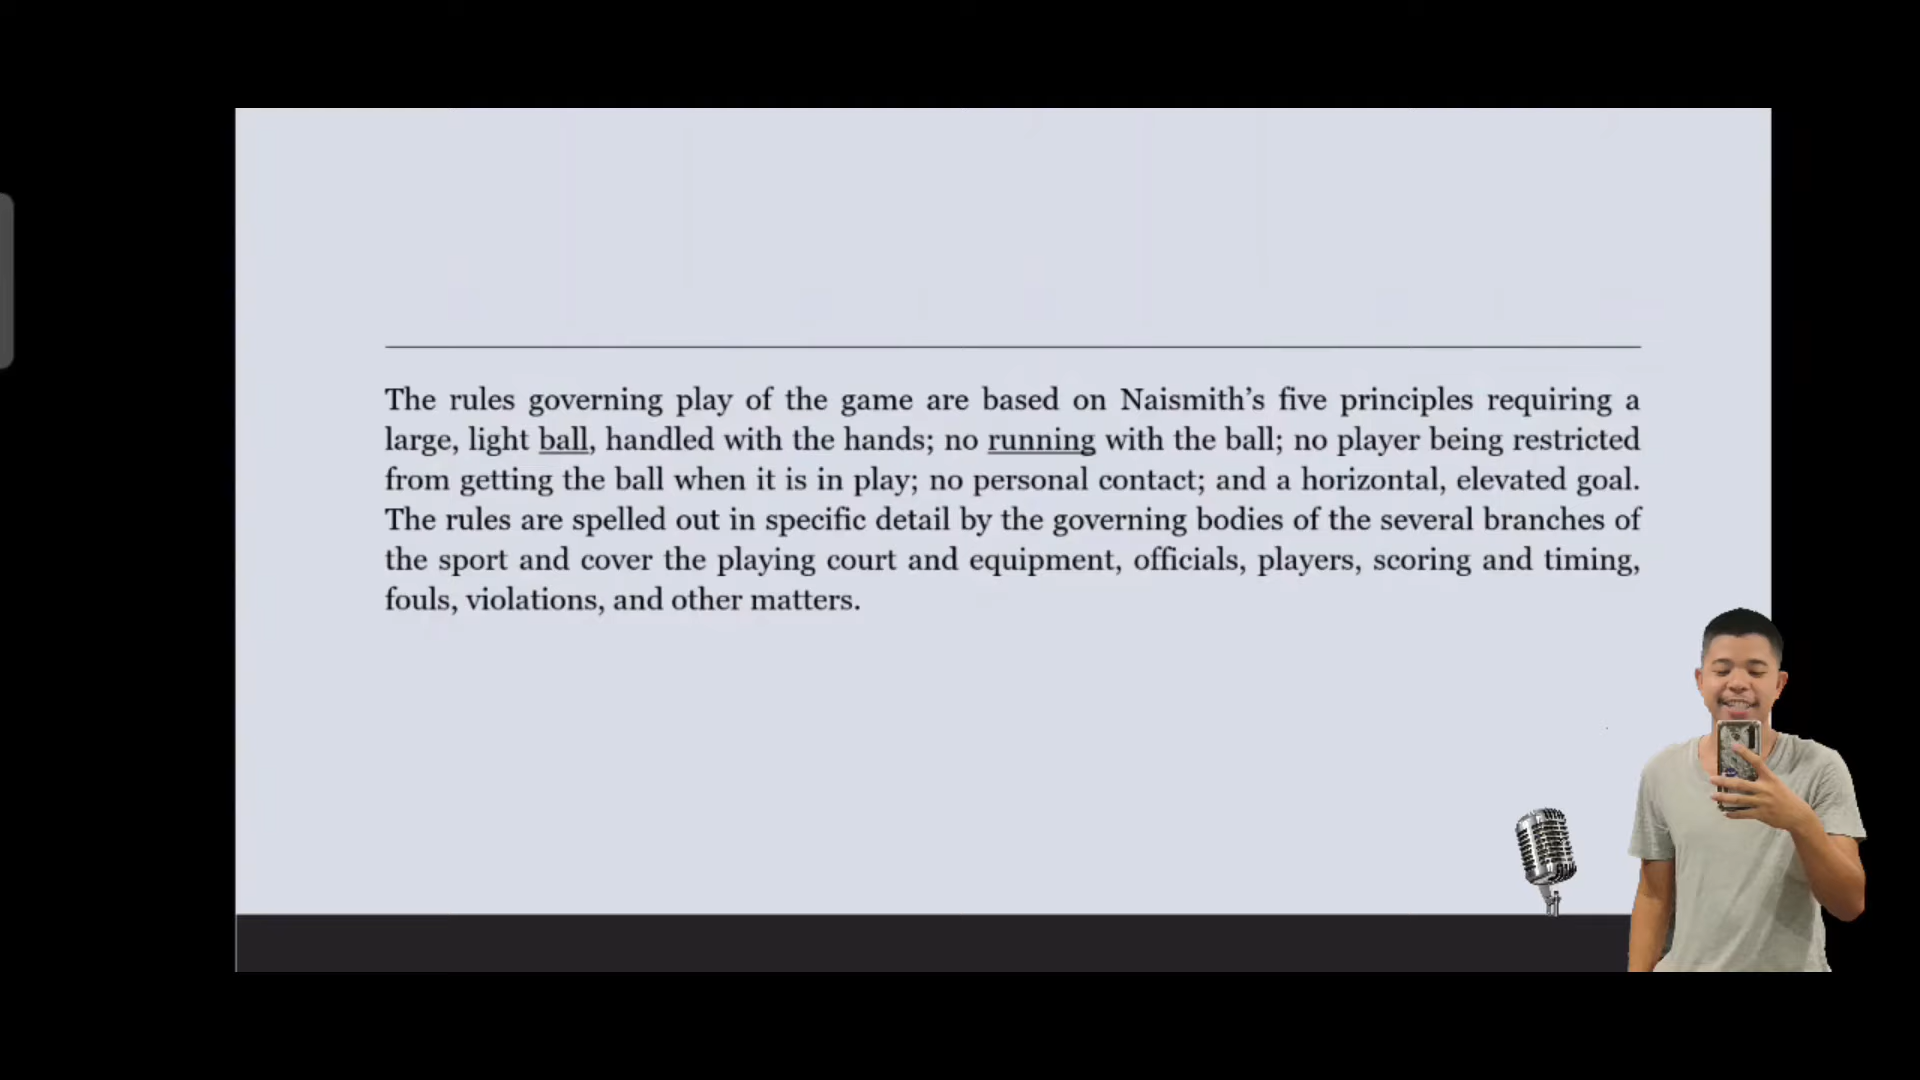 The rules governing play of the game are based on Naismith’s five principles requiring a
large, light ball, handled with the hands; no running with the ball; no player being restricted
from getting the ball when it is in play; no personal contact; and a horizontal, elevated goal.
The rules are spelled out in specific detail by the governing bodies of the several branches of
the sport and cover the playing court and equipment, officials, players, scoring and timing,
fouls, violations, and other matters.